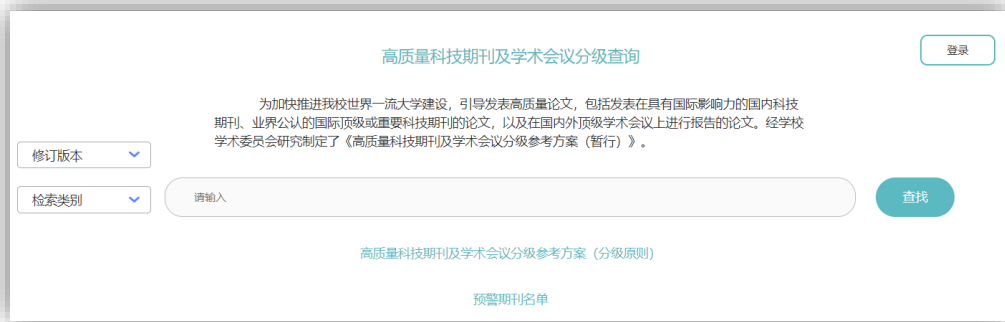 高质量科技期刊及学术会议分级查询
登录
为加快推进我校世界一流大学建设，引导发表高质量论文，包括发表在具有国际影响力的国内科技
期刊、业界公认的国际顶级或重要科技期刊的论文，以及在国内外顶级学术会议上进行报告的论文。经学校
学术委员会研究制定了《高质量科技期刊及学术会议分级参考方案（暂行）》。
修订版本
检索类别
请输入
查找
高质量科技期刊及学术会议分级参考方案（分级原则）
预警期刊名单